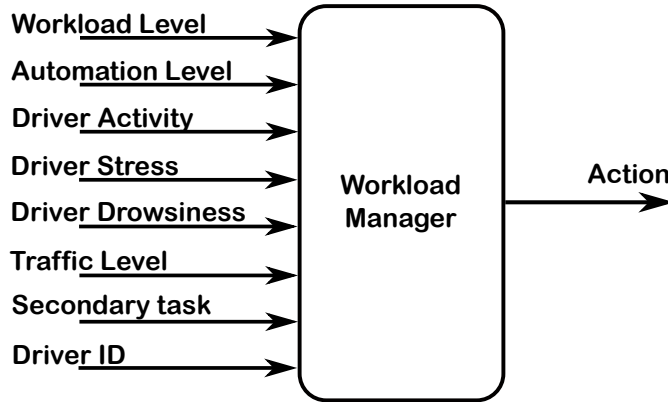 Workload Level
Automation Level
Driver Activity
Driver Stress
Driver Drowsiness
Traffic Level
Secondary task
Driver ID
Workload
Manager
Action